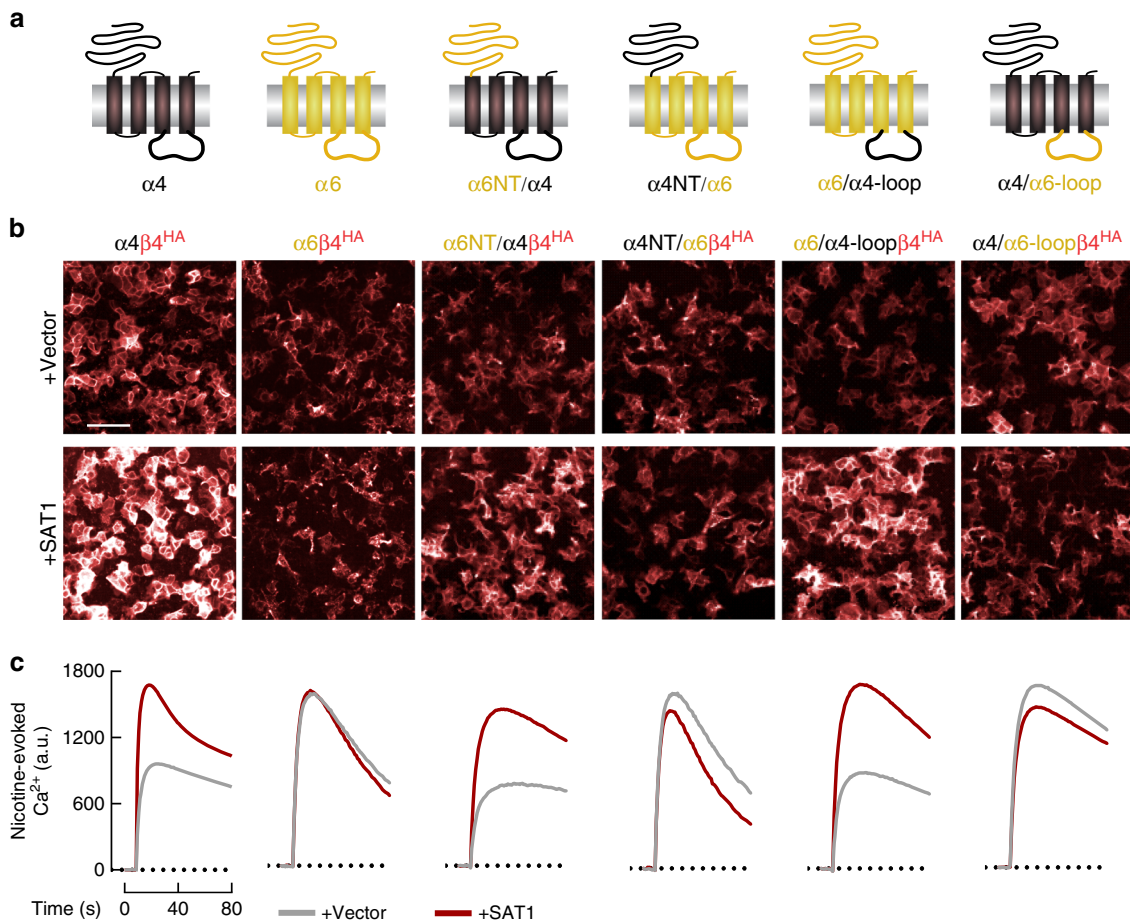 a
α4
α6
α6NT/α4
α4NT/α6
α6/α4-loop
α4/α6-loop
b
α4β4HA
α6β4HA
α6NT/α4β4HA
α4NT/α6β4HA
α6/α4-loopβ4HA
α4/α6-loopβ4HA
+Vector
+SAT1
c
Nicotine-evoked
Ca2+ (a.u.)
1800
1200
600
0
Time (s)
0
40
80
+Vector
+SAT1